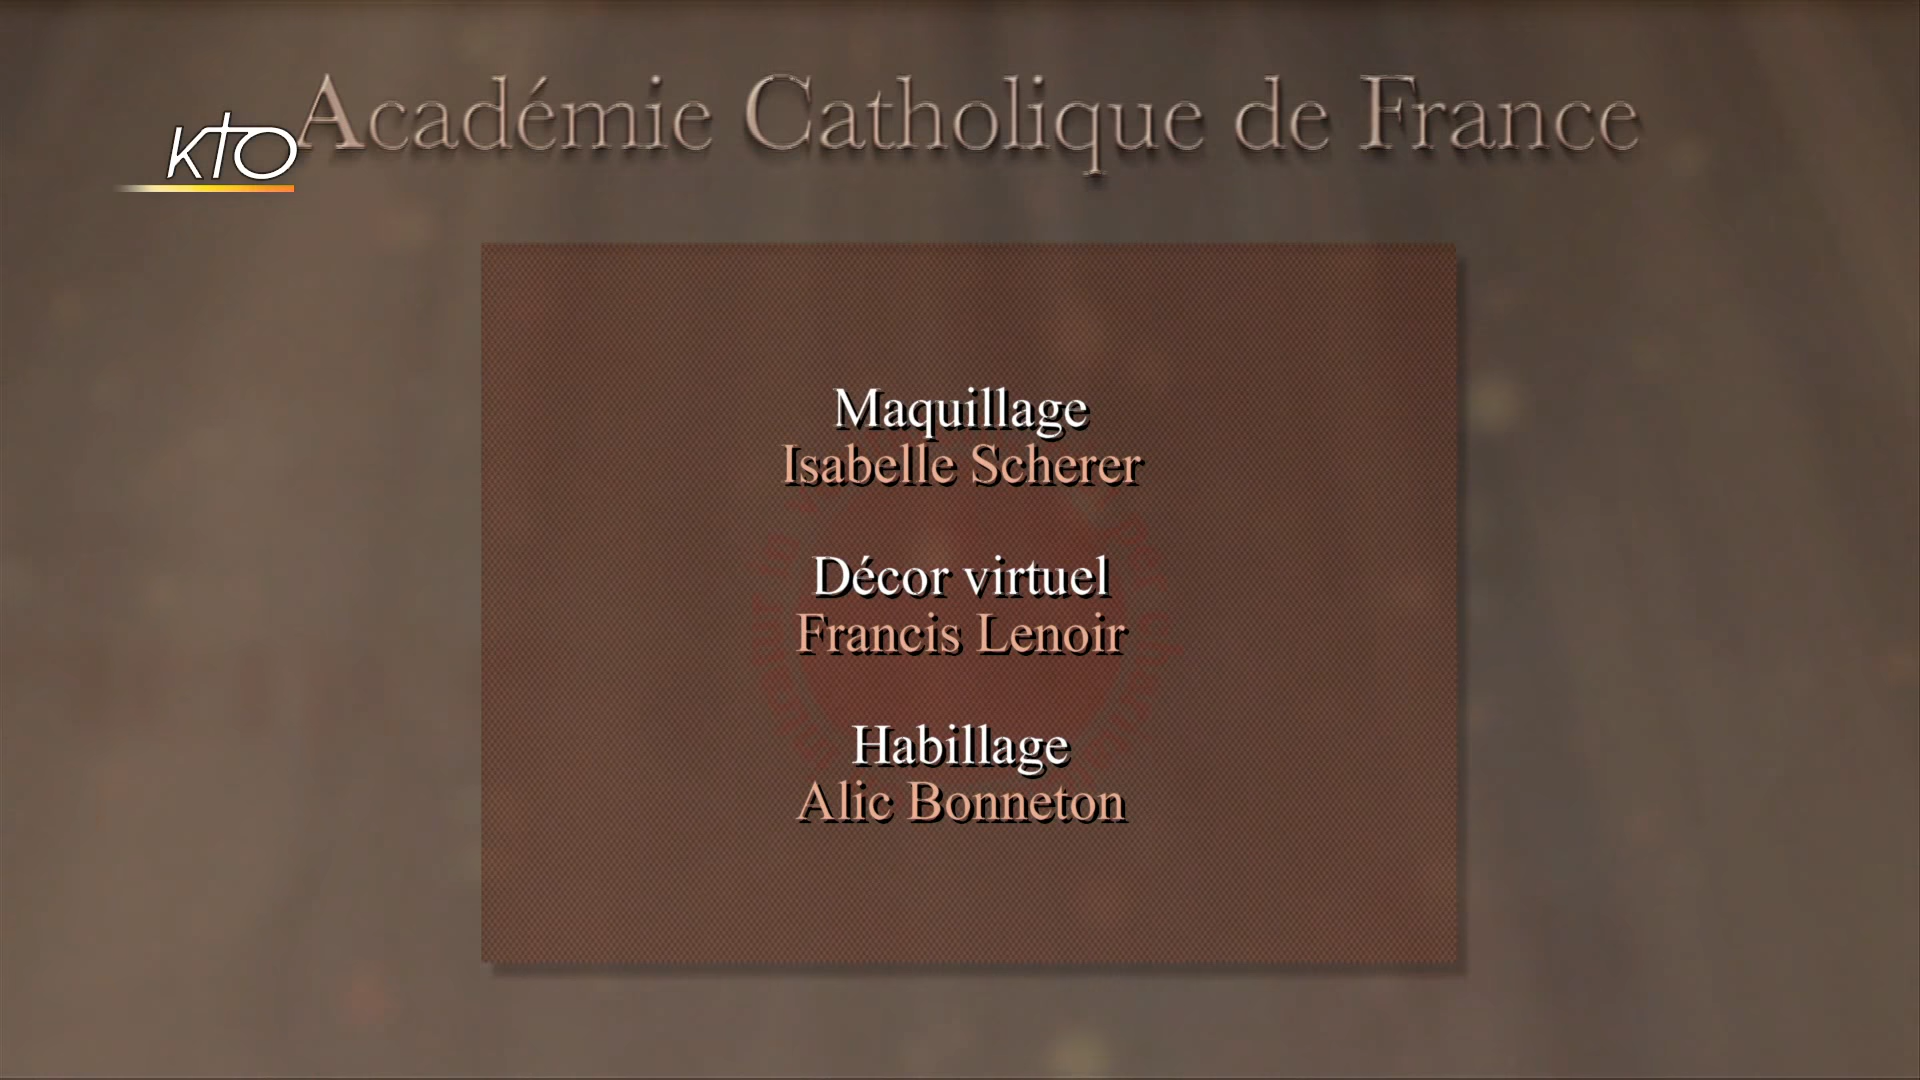 Académie Catholique de France
KTO
Maquillage
Isabelle Scherer
Décor virtuel
Francis Lenoir
Habillage
Alic Bonneton